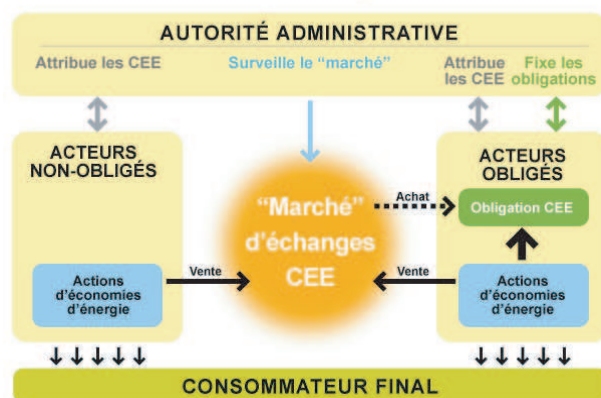 AUTORITÉ ADMINISTRATIVE
Attribue les CEE
Surveille le “marché”
Attribue
les CEE
Fixe les
obligations
ACTEURS
NON-OBLIGÉS
Actions
d’économies
d’énergie
Vente
“Marché”
d’échanges
CEE
Achat
Vente
ACTEURS
OBLIGÉS
Obligation CEE
Actions
d’économies
d’énergie
CONSOMMATEUR FINAL